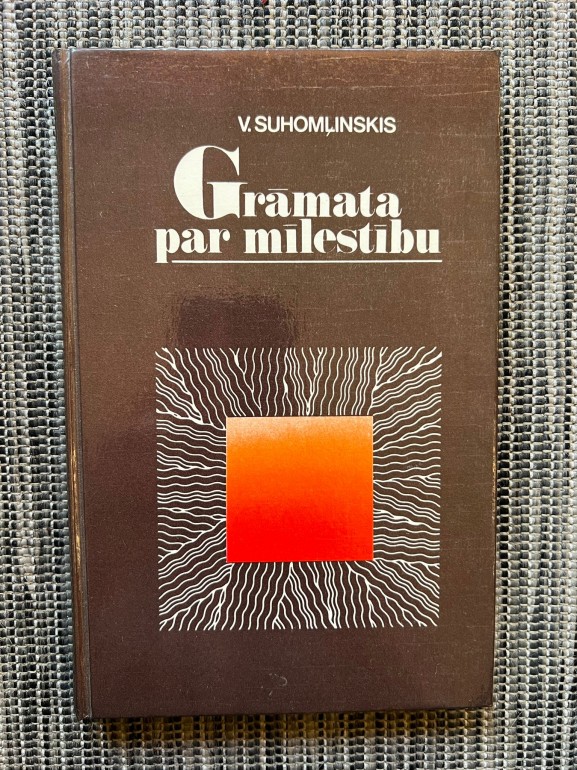 V. SUHOMĻINSKIS
Grāmata
par mīlestību